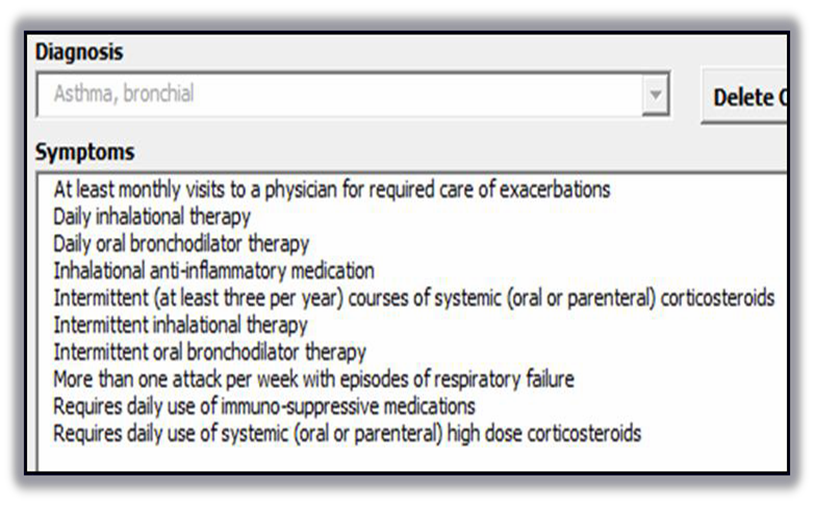 Diagnosis
Asthma, bronchial
Delete
Symptoms
At least monthly visits to a physician for required care of exacerbations
Daily inhalational therapy
Daily oral bronchodilator therapy
Inhalational anti-inflammatory medication
Intermittent (at least three per year) courses of systemic (oral or parenteral) corticosteroids
Intermittent inhalational therapy
Intermittent oral bronchodilator therapy
More than one attack per week with episodes of respiratory failure
Requires daily use of immuno-suppressive medications
Requires daily use of systemic (oral or parenteral) high dose corticosteroids